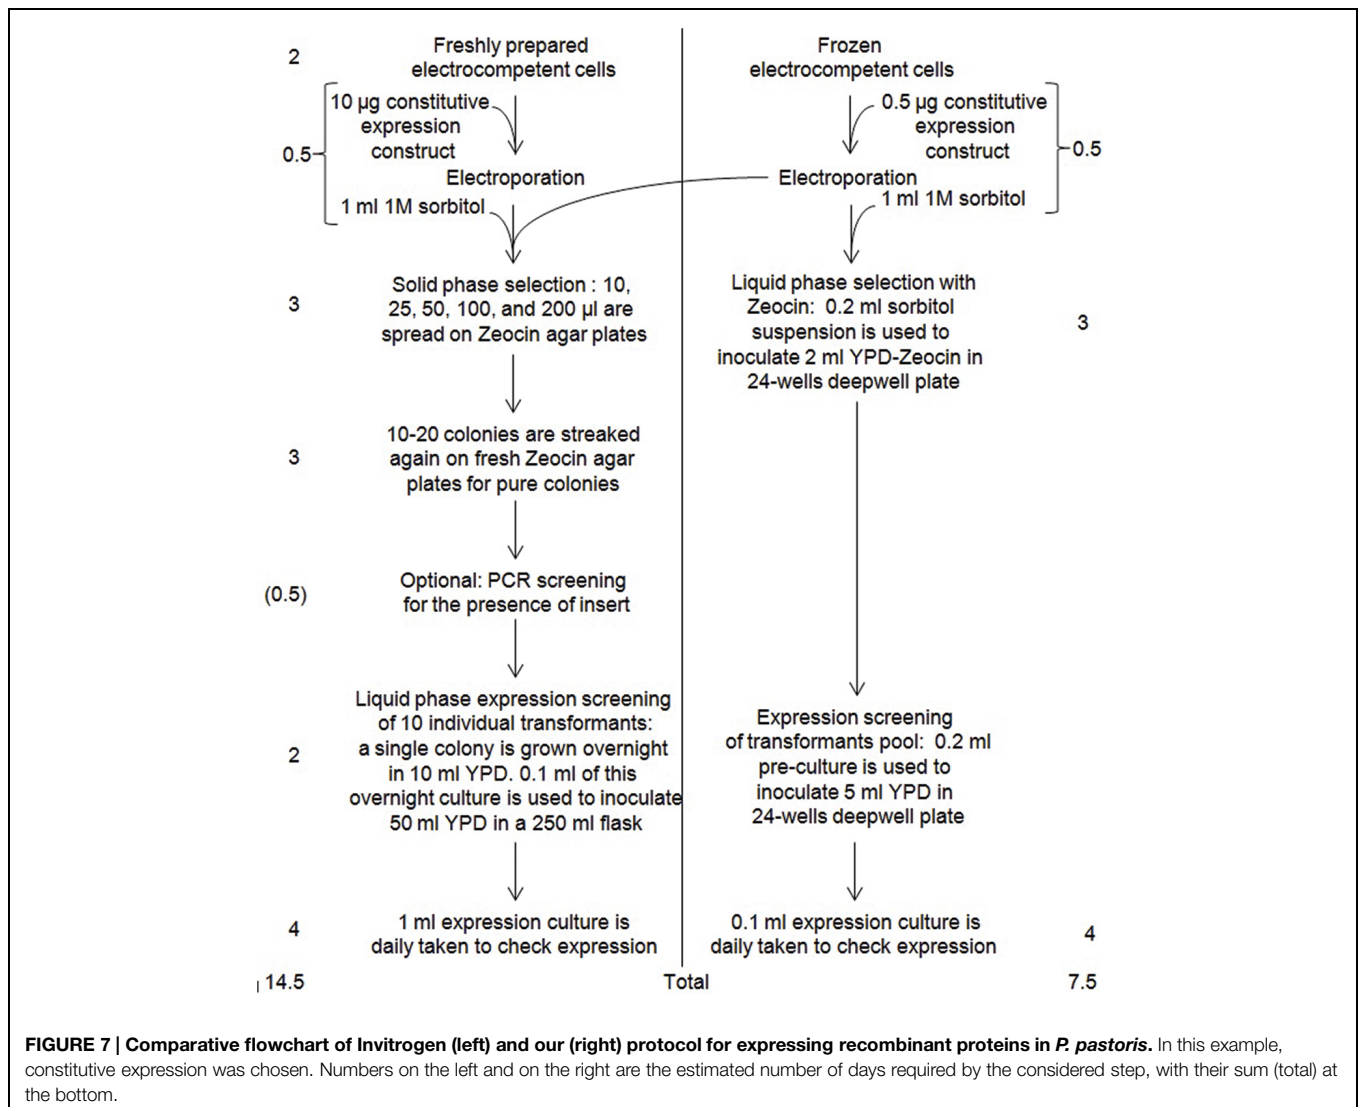 2
Freshly prepared
electrocompetent cells
10 µg constitutive
expression
construct
0.5
Electroporation
1 ml 1M sorbitol
3
Solid phase selection : 10,
25, 50, 100, and 200 µl are
spread on Zeocin agar plates
3
10-20 colonies are streaked
again on fresh Zeocin agar
plates for pure colonies
(0.5)
Optional: PCR screening
for the presence of insert
2
Liquid phase expression screening
of 10 individual transformants:
a single colony is grown overnight
in 10 ml YPD. 0.1 ml of this
overnight culture is used to inoculate
50 ml YPD in a 250 ml flask
4
1 ml expression culture is
daily taken to check expression
14.5
Frozen
electrocompetent cells
0.5 µg constitutive
expression
construct
0.5
Electroporation
1 ml 1M sorbitol
Liquid phase selection with
Zeocin: 0.2 ml sorbitol
suspension is used to
inoculate 2 ml YPD-Zeocin in
24-wells deepwell plate
3
Expression screening
of transformants pool: 0.2 ml
pre-culture is used to
inoculate 5 ml YPD in
24-wells deepwell plate
0.1 ml expression culture is
daily taken to check expression
4
Total
7.5
FIGURE 7 | Comparative flowchart of Invitrogen (left) and our (right) protocol for expressing recombinant proteins in P. pastoris. In this example,
constitutive expression was chosen. Numbers on the left and on the right are the estimated number of days required by the considered step, with their sum (total) at
the bottom.